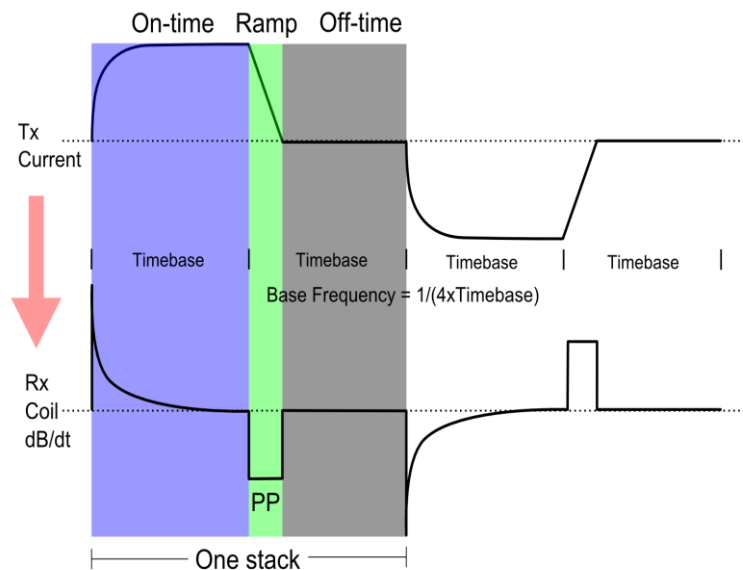 On-time Ramp Off-time
Tx
Current
Timebase Timebase Timebase Timebase
Base Frequency = 1/(4xTimebase)
Rx
Coil
dB/dt
PP
One stack